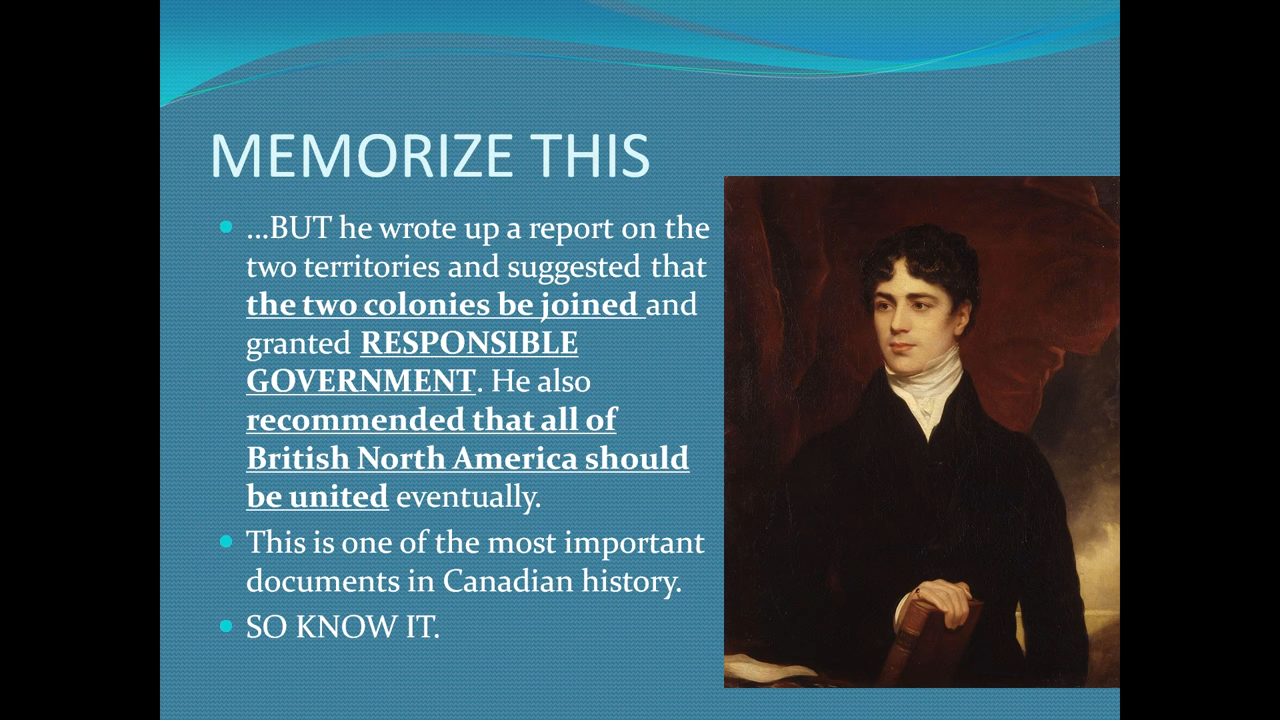 MEMORIZE THIS
...BUT he wrote up a report on the
two territories and suggested that
the two colonies be joined and
granted RESPONSIBLE
GOVERNMENT. He also
recommended that all of
British North America should
be united eventually.
This is one of the most important
documents in Canadian history.
SO KNOW IT.